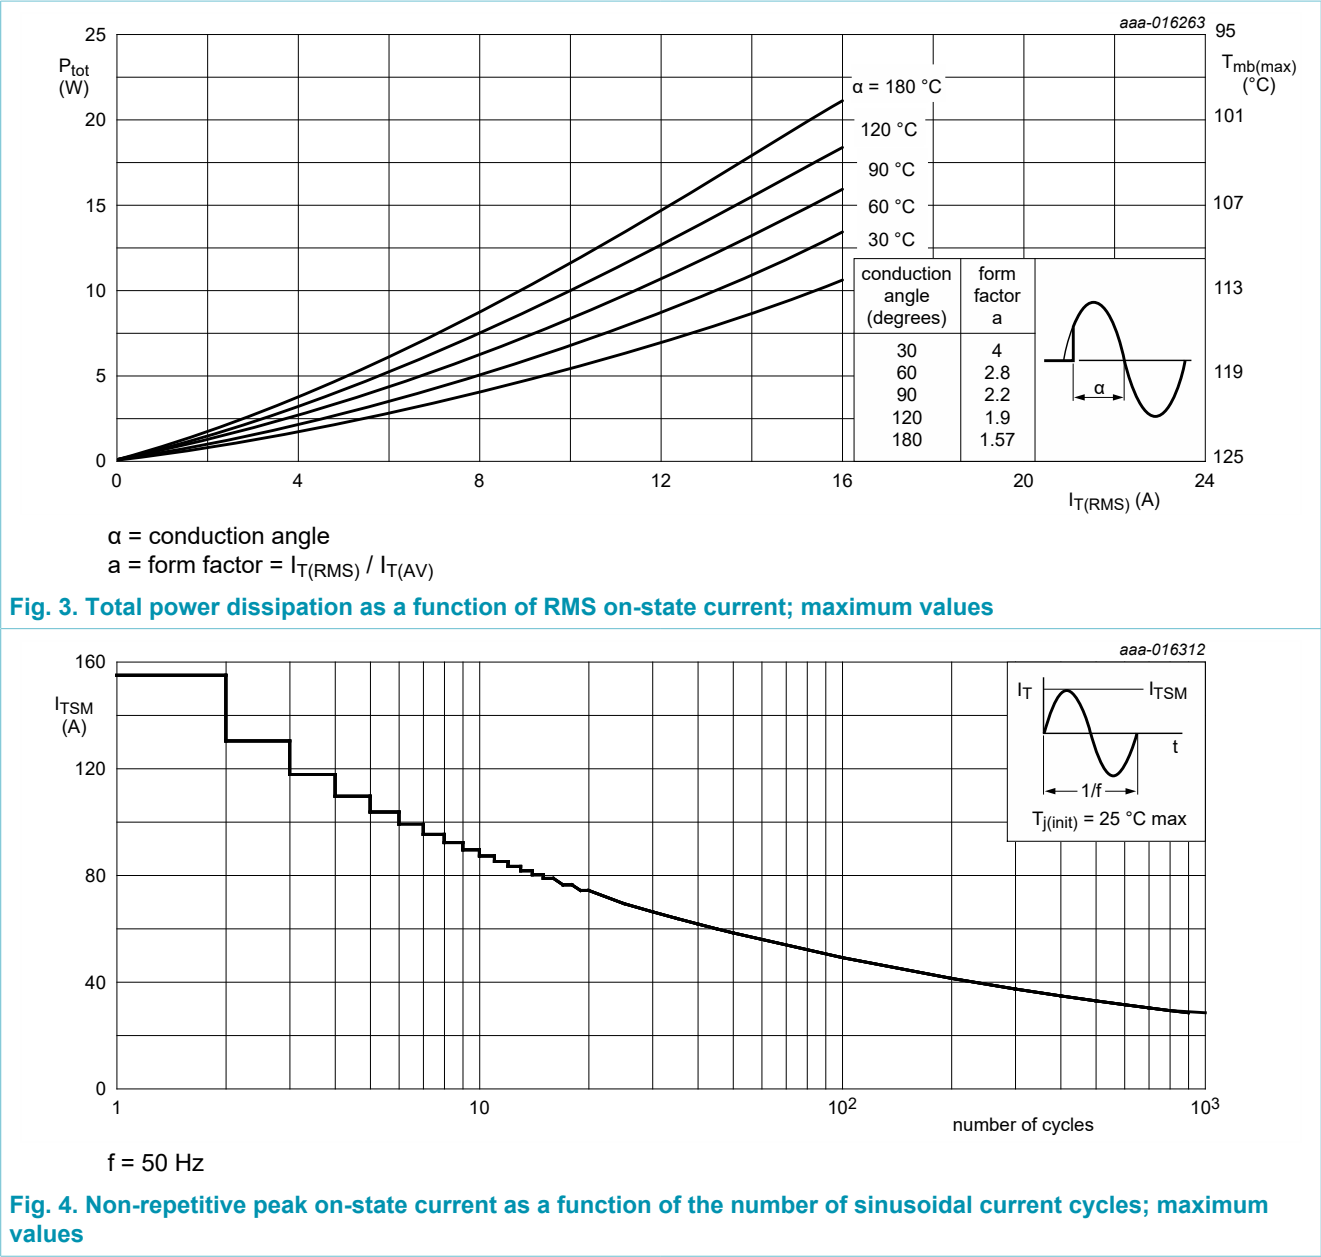 aaa-016263
25
95
Ptot
(W)
Tmb(max)
(°C)
α = 180 °C
20
101
120 °C
90 °C
15
107
60 °C
30 °C
conduction angle (degrees)
form factor a
10
113
30 4
60 2.8
90 2.2
120 1.9
180 1.57
α
5
119
0
125
0 4 8 12 16 20 24
IT(RMS) (A)
α = conduction angle
a = form factor = IT(RMS) / IT(AV)
Fig. 3. Total power dissipation as a function of RMS on-state current; maximum values
aaa-016312
160
ITSM
(A)
IT
ITSM
t
1/f
Tj(init) = 25 °C max
120
80
40
0
1 10 10² 10³
number of cycles
f = 50 Hz
Fig. 4. Non-repetitive peak on-state current as a function of the number of sinusoidal current cycles; maximum
values